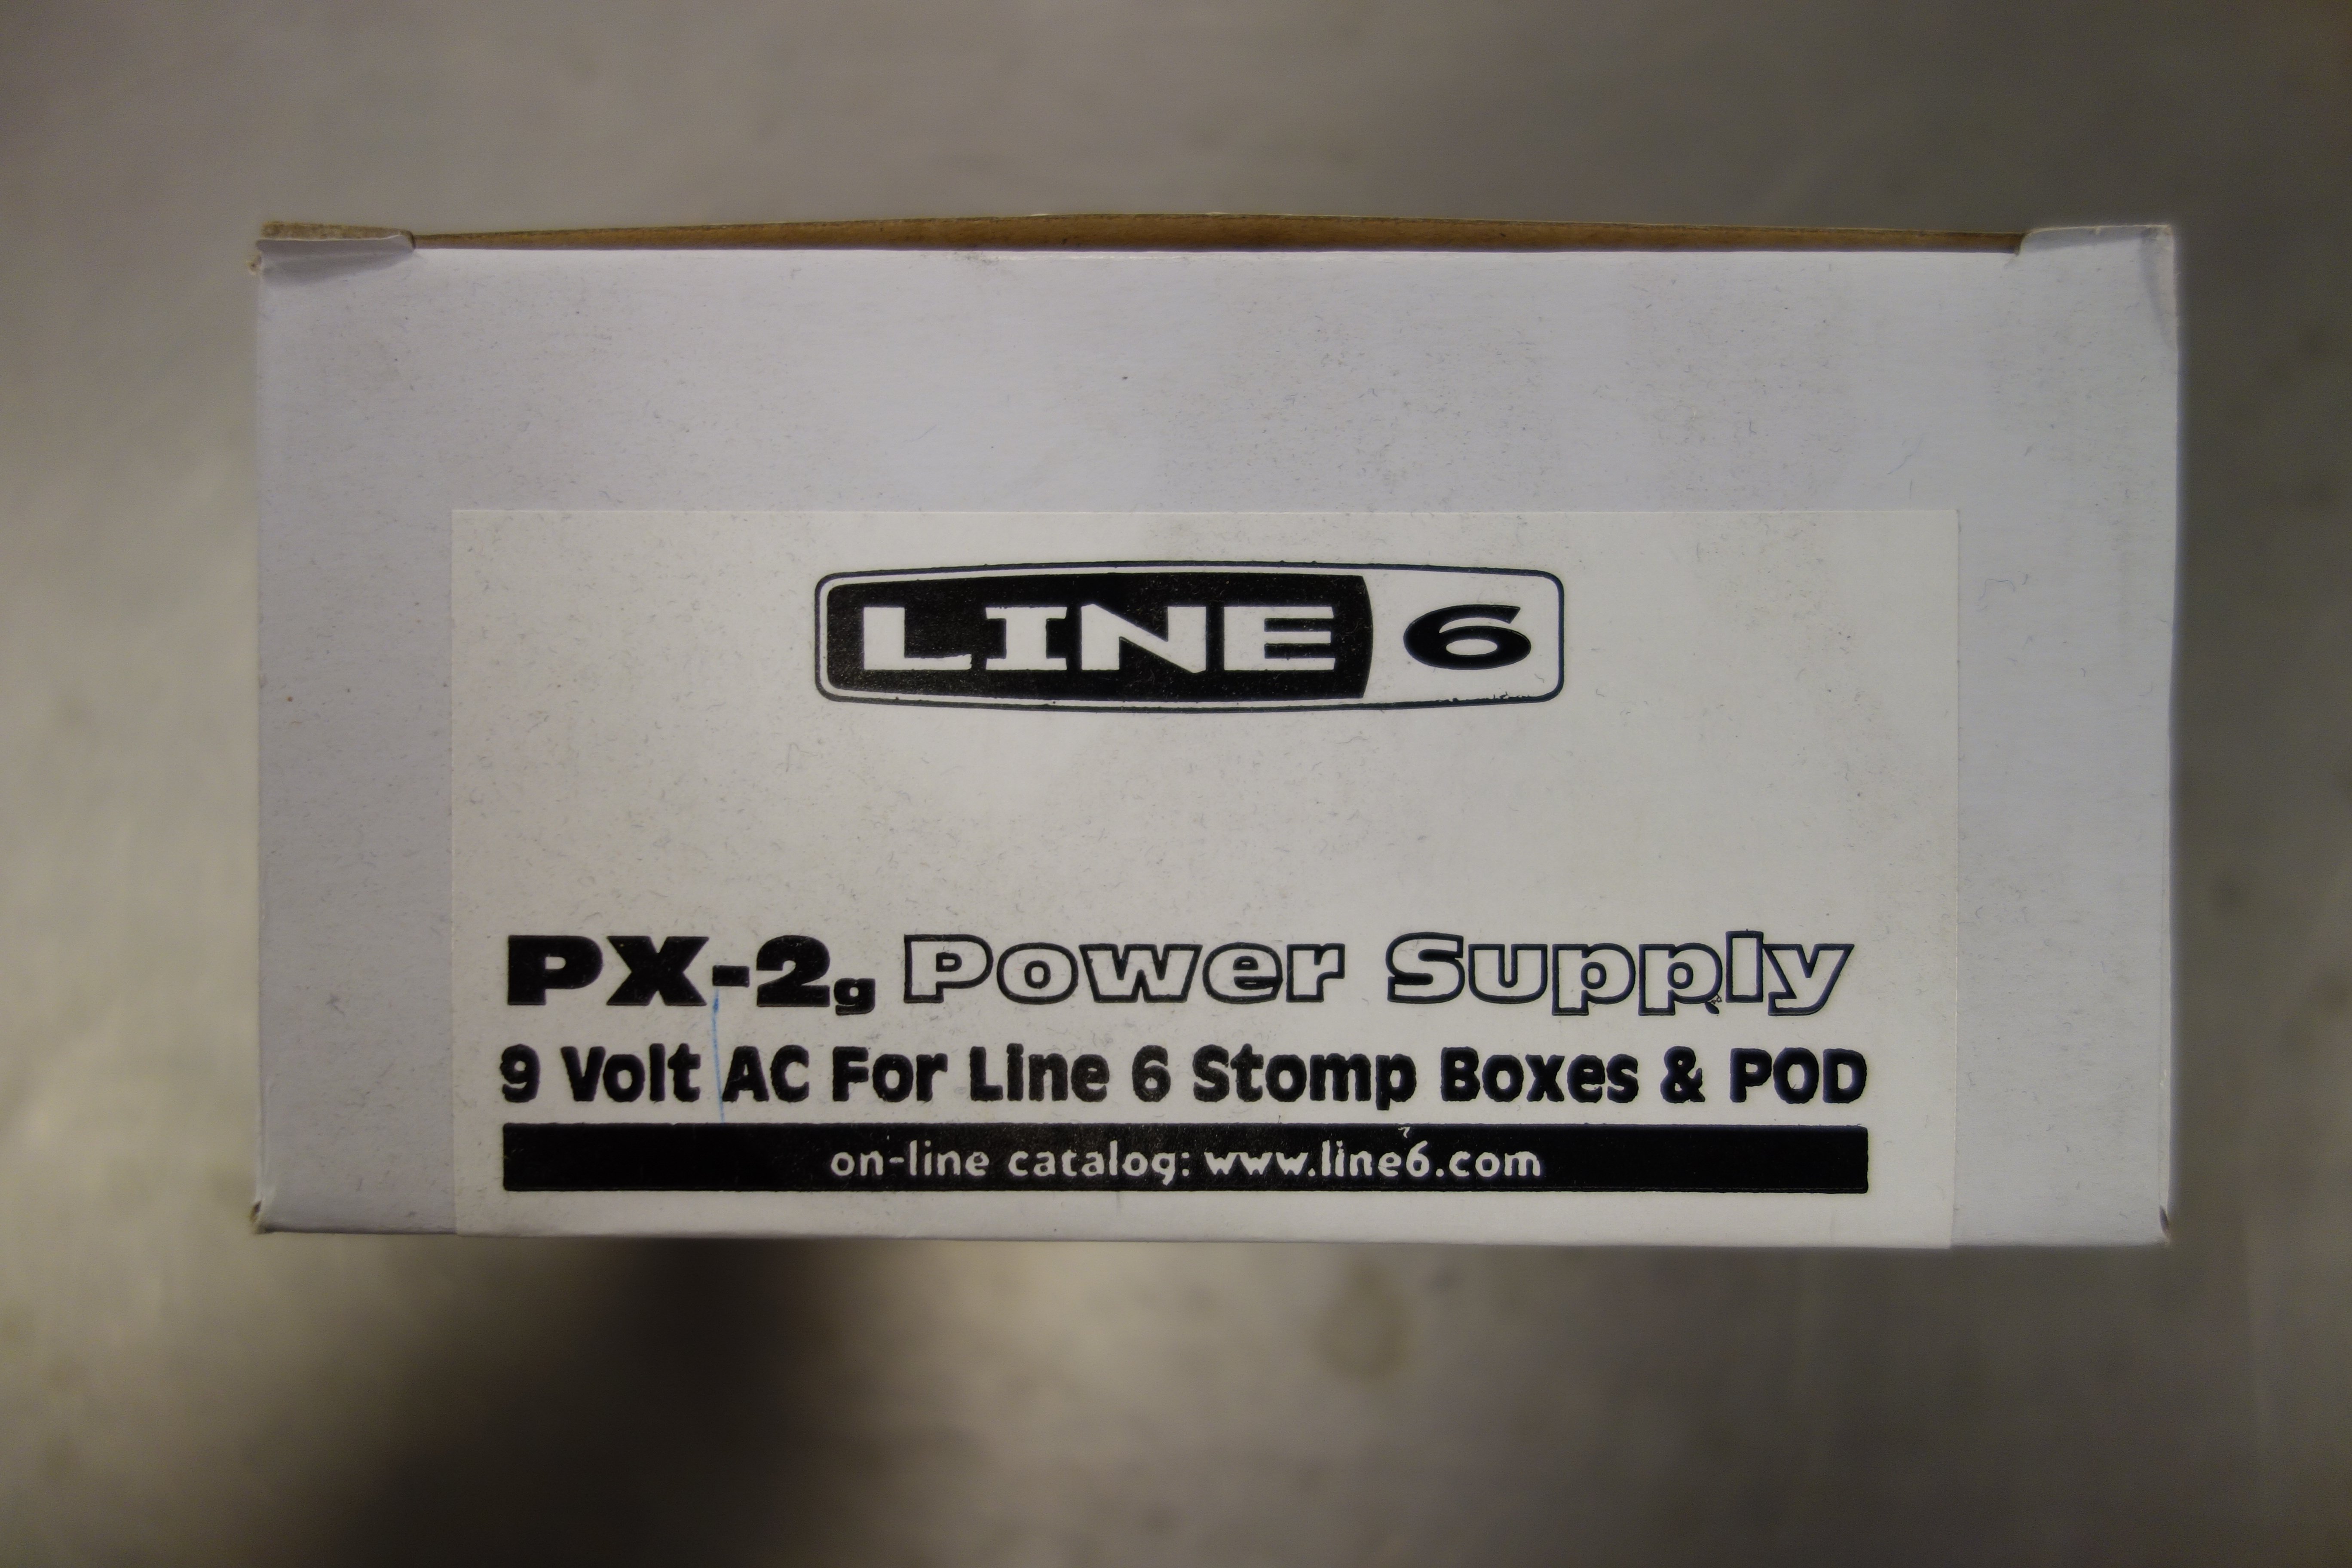 LINE 6
PX-2g Power Supply
9 Volt AC For Line 6 Stomp Boxes & POD
on-line catalog: www.line6.com